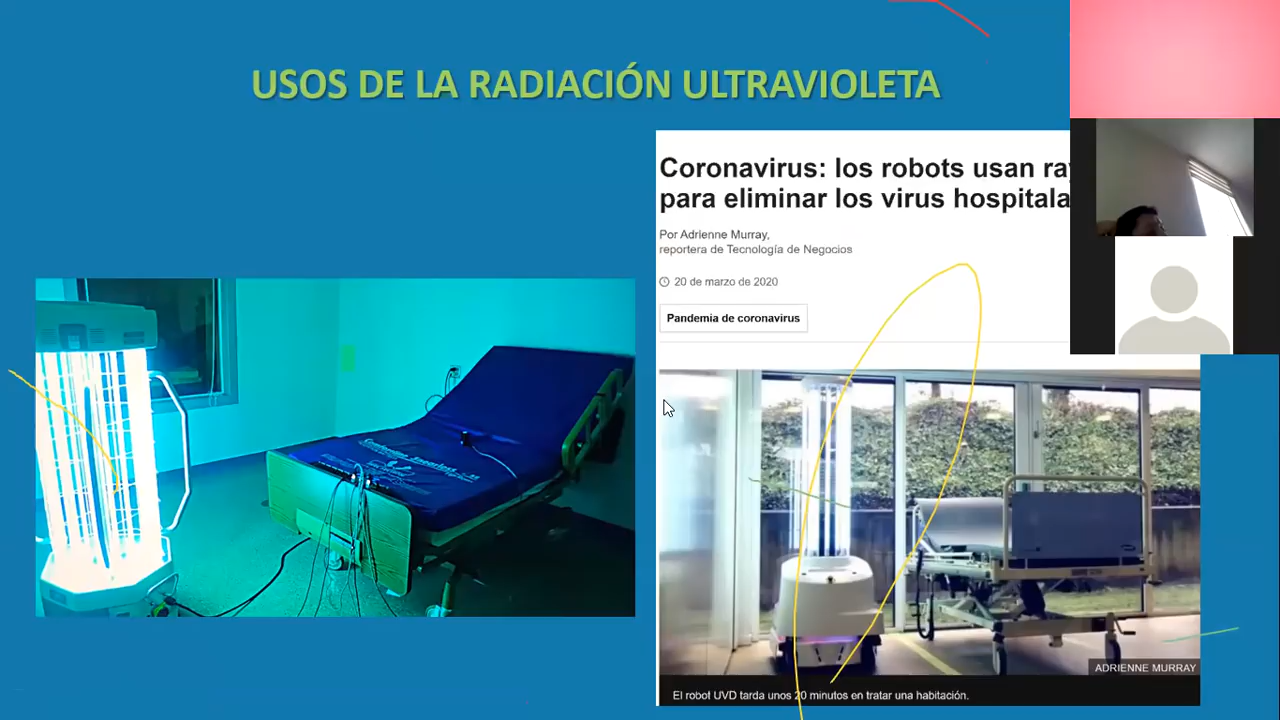 USOS DE LA RADIACIÓN ULTRAVIOLETA
Coronavirus: los robots usan
para eliminar los virus
Por Adrienne Murray,
reportera de Tecnología de Negocios
20 de marzo de 2020
Pandemia de coronavirus
ADRIENNE MURRAY
El robot UVD tarda unos 20 minutos en tratar una habitación.